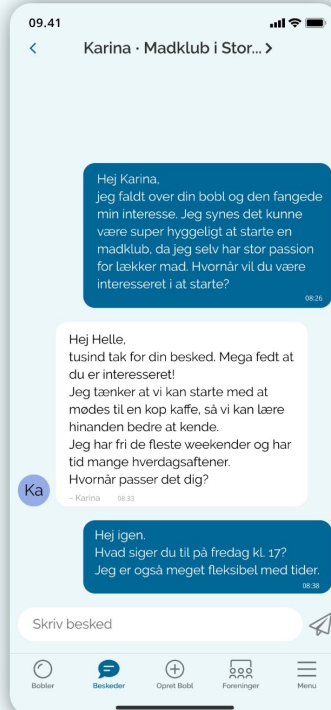 09.41
Karina · Madklub i Stor...
Hej Karina,
jeg faldt over din bobl og den fangede
min interesse. Jeg synes det kunne
være super hyggeligt at starte en
madklub, da jeg selv har stor passion
for lækker mad. Hvornår vil du være
interesseret i at starte?
08:26
Hej Helle,
tusind tak for din besked. Mega fedt at
du er interesseret!
Jeg tænker at vi kan starte med at
mødes til en kop kaffe, så vi kan lære
hinanden bedre at kende.
Jeg har fri de fleste weekender og har
tid mange hverdagsaftener.
Hvornår passer det dig?
Ka
– Karina 08:33
Hej igen.
Hvad siger du til på fredag kl. 17?
Jeg er også meget fleksibel med tider.
08:38
Skriv besked
Bobler Beskeder Opret Bobl Foreninger Menu